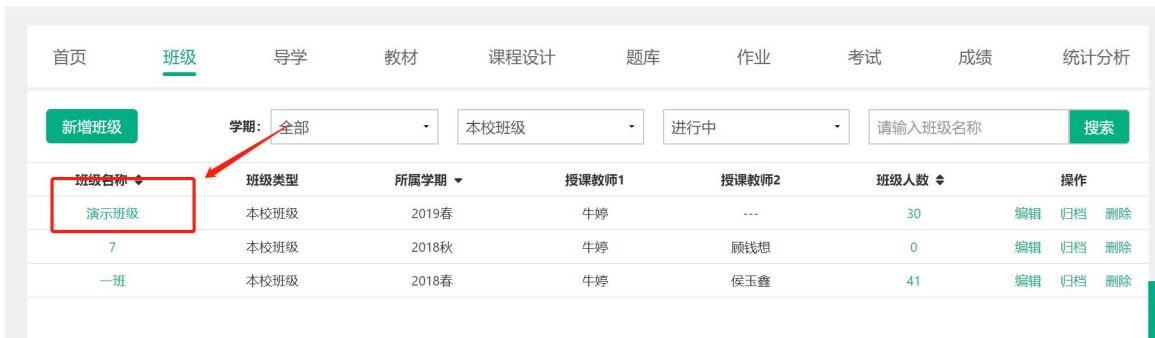 首页 班级 导学 教材 课程设计 题库 作业 考试 成绩 统计分析
新增班级 学期: 全部 本校班级 进行中 请输入班级名称 搜索
班级名称 班级类型 所属学期 授课教师1 授课教师2 班级人数 操作
演示班级 本校班级 2019春 牛婷 --- 30 编辑 归档 删除
7 本校班级 2018秋 牛婷 顾钱想 0 编辑 归档 删除
一班 本校班级 2018春 牛婷 侯玉鑫 41 编辑 归档 删除